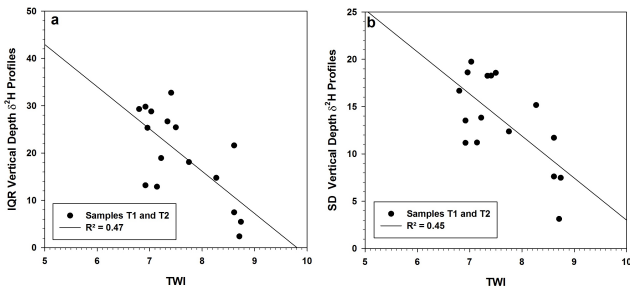 a
50
40
30
20
10
0
IQR Vertical Depth δ²H Profiles
Samples T1 and T2
R² = 0.47
5 6 7 8 9 10
TWI
b
25
20
15
10
5
0
SD Vertical Depth δ²H Profiles
Samples T1 and T2
R² = 0.45
5 6 7 8 9 10
TWI